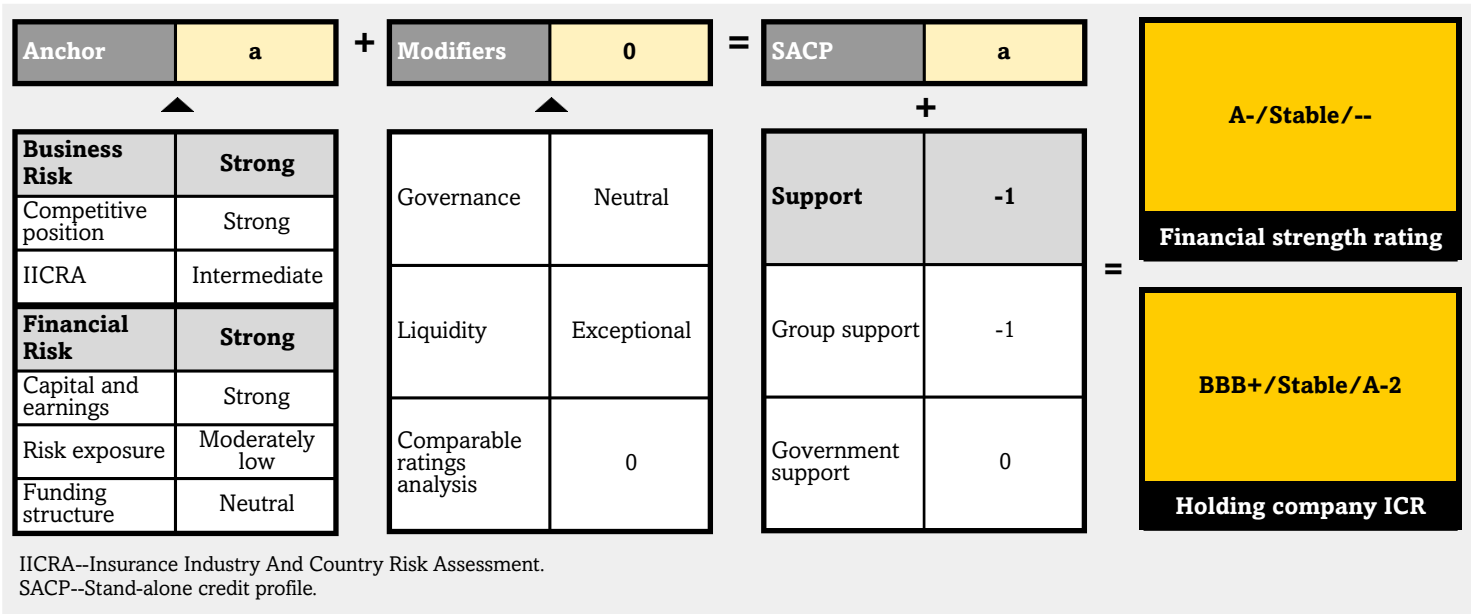 Anchor a + Modifiers 0 = SACP a
Business
Risk
Strong
Competitive
position
Strong
IICRA
Intermediate
Financial
Risk
Strong
Capital and
earnings
Strong
Risk exposure
Moderately
low
Funding
structure
Neutral
Governance
Neutral
Liquidity
Exceptional
Comparable
ratings
analysis
0
+
Support
-1
Group support
-1
Government
support
0
=
A-/Stable/--
Financial strength rating
BBB+/Stable/A-2
Holding company ICR
IICRA--Insurance Industry And Country Risk Assessment.
SACP--Stand-alone credit profile.